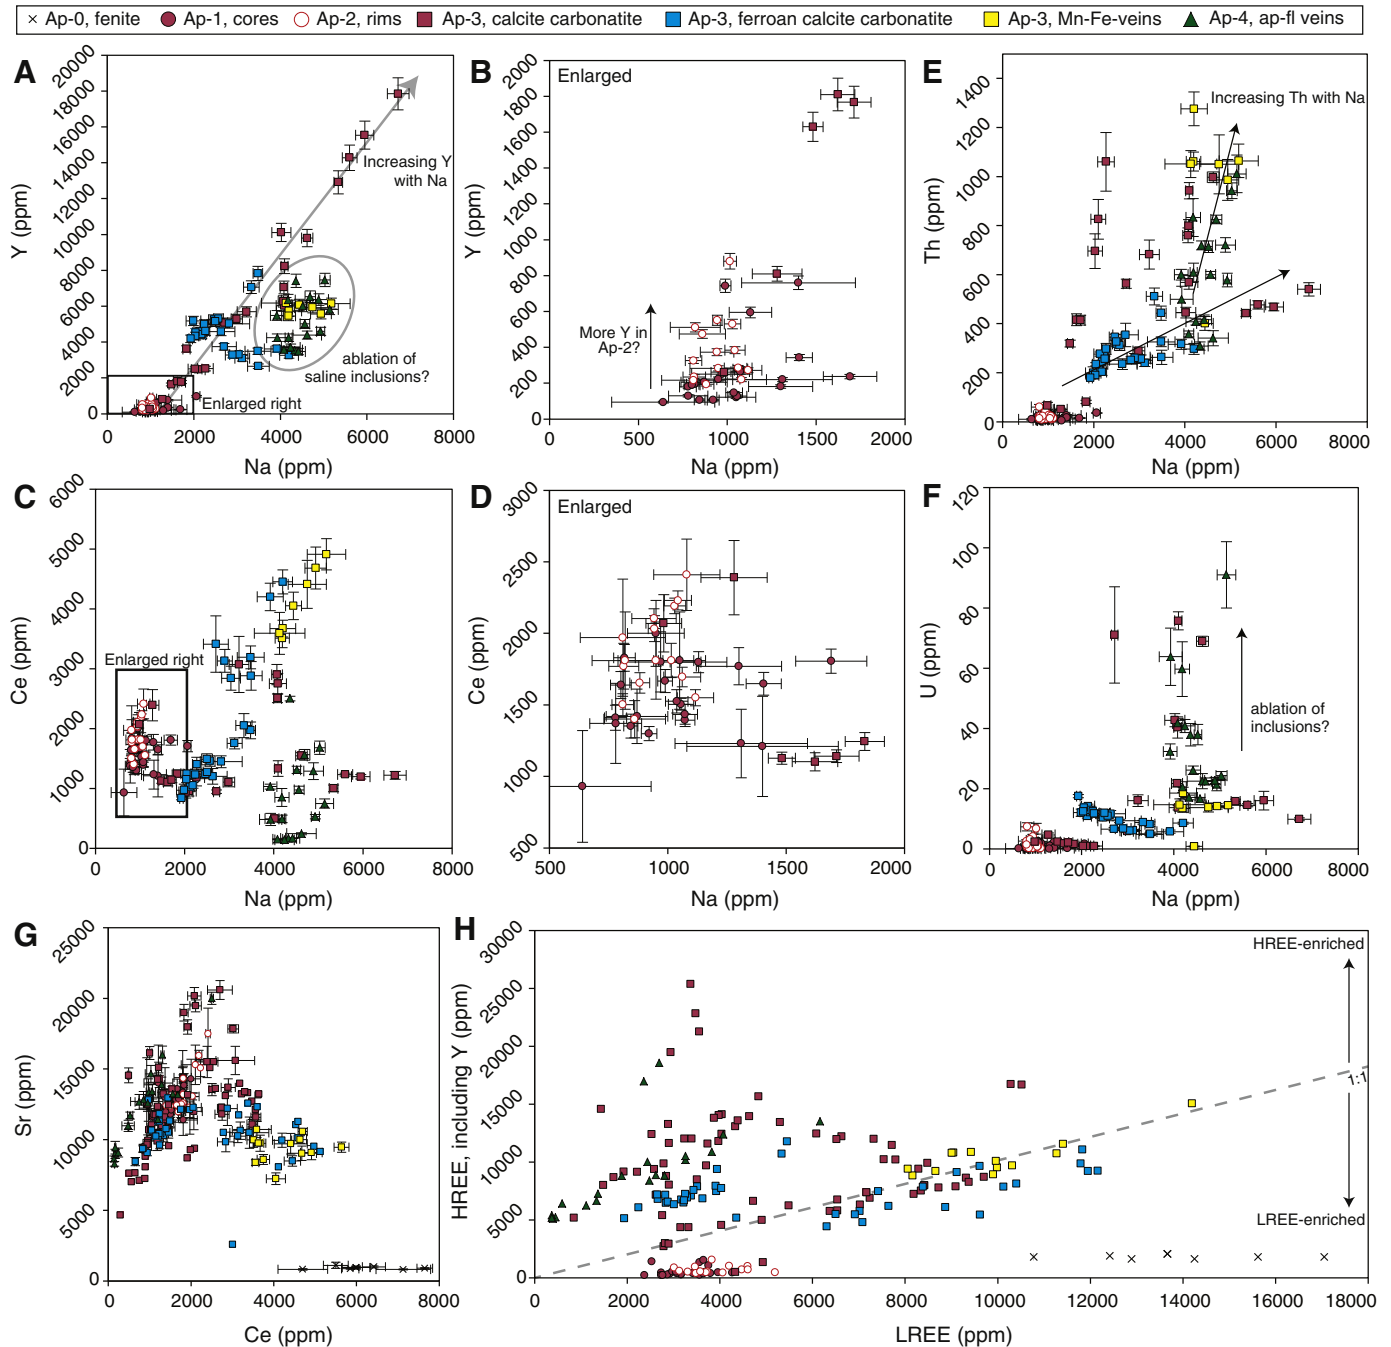 Ap-0, fenite Ap-1, cores Ap-2, rims Ap-3, calcite carbonatite Ap-3, ferroan calcite carbonatite Ap-3, Mn-Fe-veins Ap-4, ap-fl veins
A
Y (ppm)
20000
18000
16000
14000
12000
10000
8000
6000
4000
2000
0
Increasing Y
with Na
ablation of
saline inclusions?
Enlarged right
0 2000 4000 6000 8000
Na (ppm)
B
Enlarged
Y (ppm)
2000
1800
1600
1400
1200
1000
800
600
400
200
0
More Y in
Ap-2?
0 500 1000 1500 2000
Na (ppm)
E
Th (ppm)
1400
1200
1000
800
600
400
200
0
Increasing Th with Na
0 2000 4000 6000 8000
Na (ppm)
C
Ce (ppm)
6000
5000
4000
3000
2000
1000
0
Enlarged right
0 2000 4000 6000 8000
Na (ppm)
D
Enlarged
Ce (ppm)
3000
2500
2000
1500
1000
500
500 1000 1500 2000
Na (ppm)
F
U (ppm)
120
100
80
60
40
20
0
ablation of
inclusions?
0 2000 4000 6000 8000
Na (ppm)
G
Sr (ppm)
25000
20000
15000
10000
5000
0
0 2000 4000 6000 8000
Ce (ppm)
H
HREE, including Y (ppm)
30000
25000
20000
15000
10000
5000
0
HREE-enriched
1:1
LREE-enriched
0 2000 4000 6000 8000 10000 12000 14000 16000 18000
LREE (ppm)